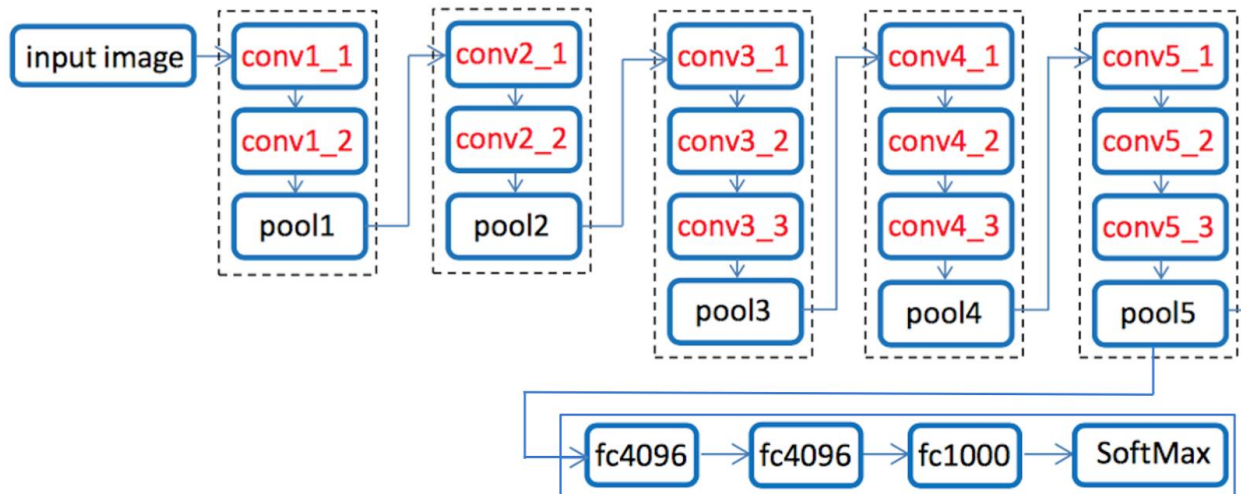 input image
conv1_1
conv1_2
pool1
conv2_1
conv2_2
pool2
conv3_1
conv3_2
conv3_3
pool3
conv4_1
conv4_2
conv4_3
pool4
conv5_1
conv5_2
conv5_3
pool5
fc4096
fc4096
fc1000
SoftMax